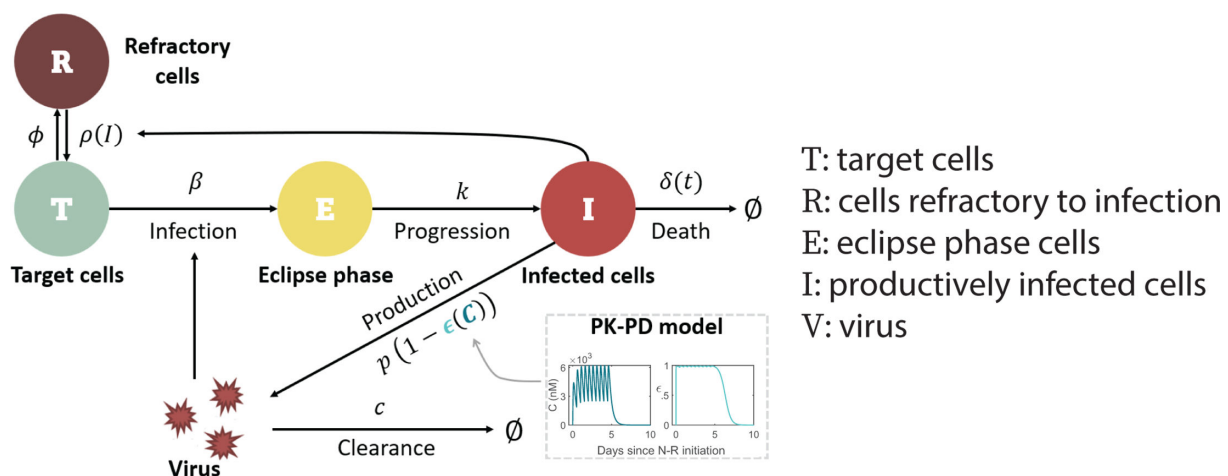 R
Refractory
cells
ϕ
ρ(I)
T
β
Infection
E
k
Progression
I
δ(t)
Death
∅
Target cells
Eclipse phase
Infected cells
Production
p(1 − ϵ(C))
Virus
c
Clearance
∅
PK-PD model
×10³
6
0
C (nM)
0 5 10
1
.5
0
ϵ
0 5 10
Days since N-R initiation
T: target cells
R: cells refractory to infection
E: eclipse phase cells
I: productively infected cells
V: virus